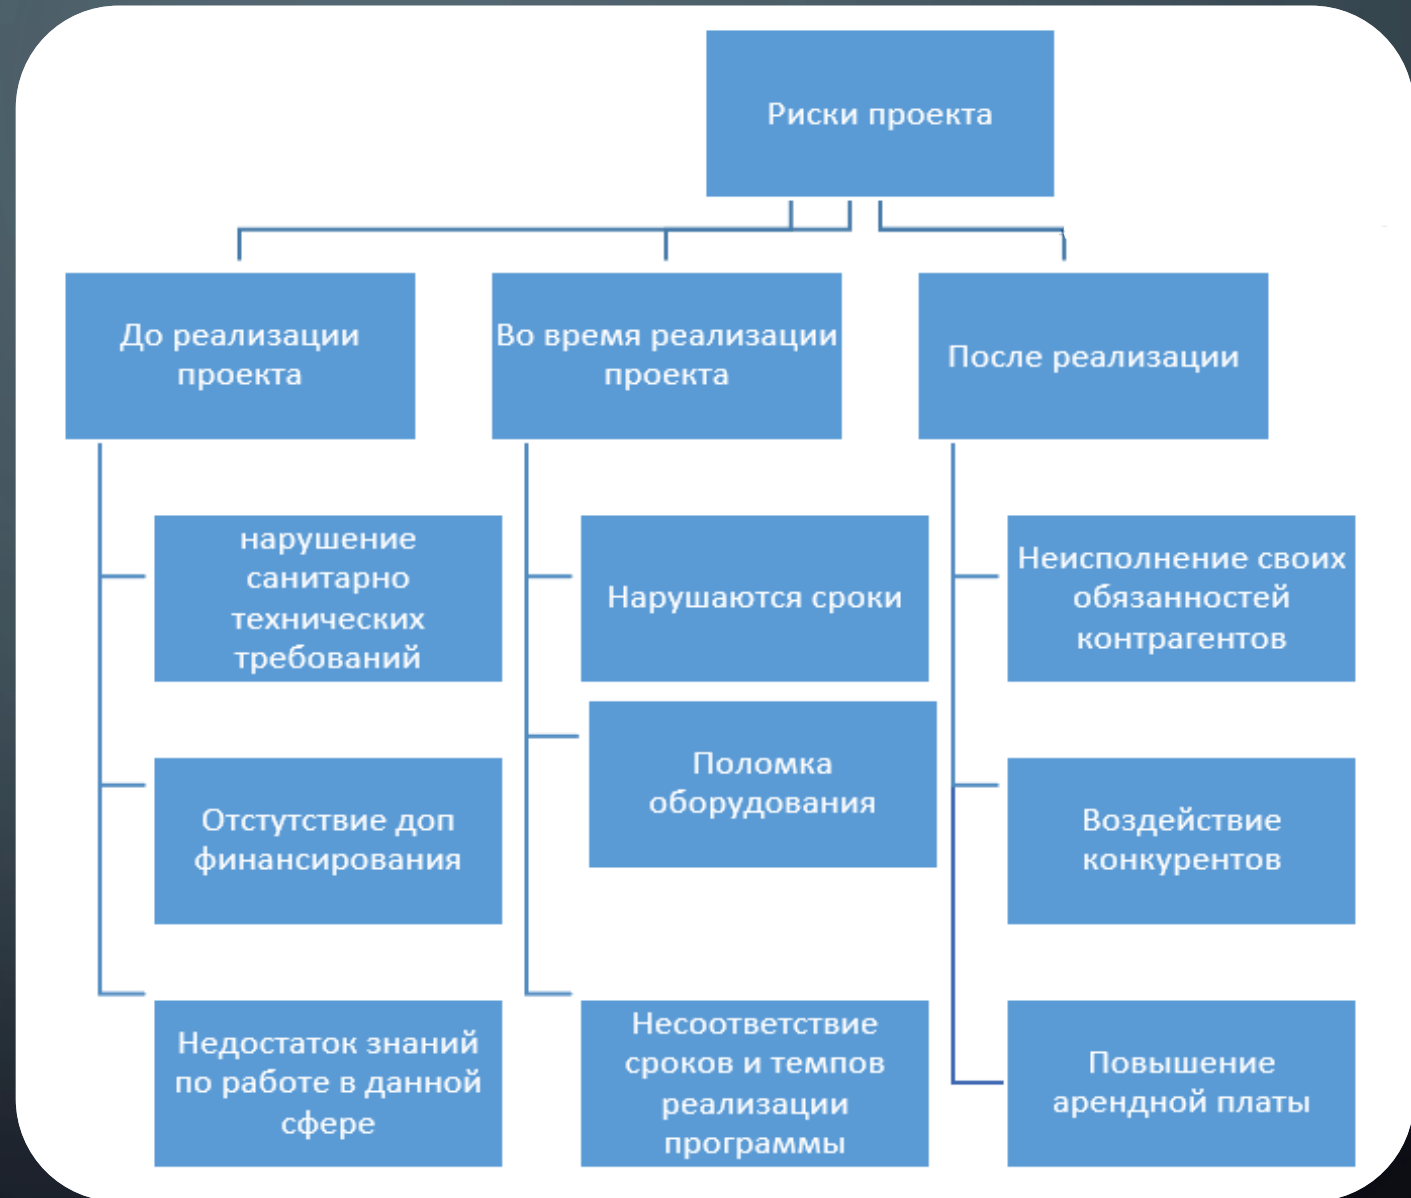 Риски проекта
До реализации
проекта
Во время реализации
проекта
После реализации
нарушение
санитарно
технических
требований
Отстутствие доп
финансирования
Недостаток знаний
по работе в данной
сфере
Нарушаются сроки
Поломка
оборудования
Несоответствие
сроков и темпов
реализации
программы
Неисполнение своих
обязанностей
контрагентов
Воздействие
конкурентов
Повышение
арендной платы